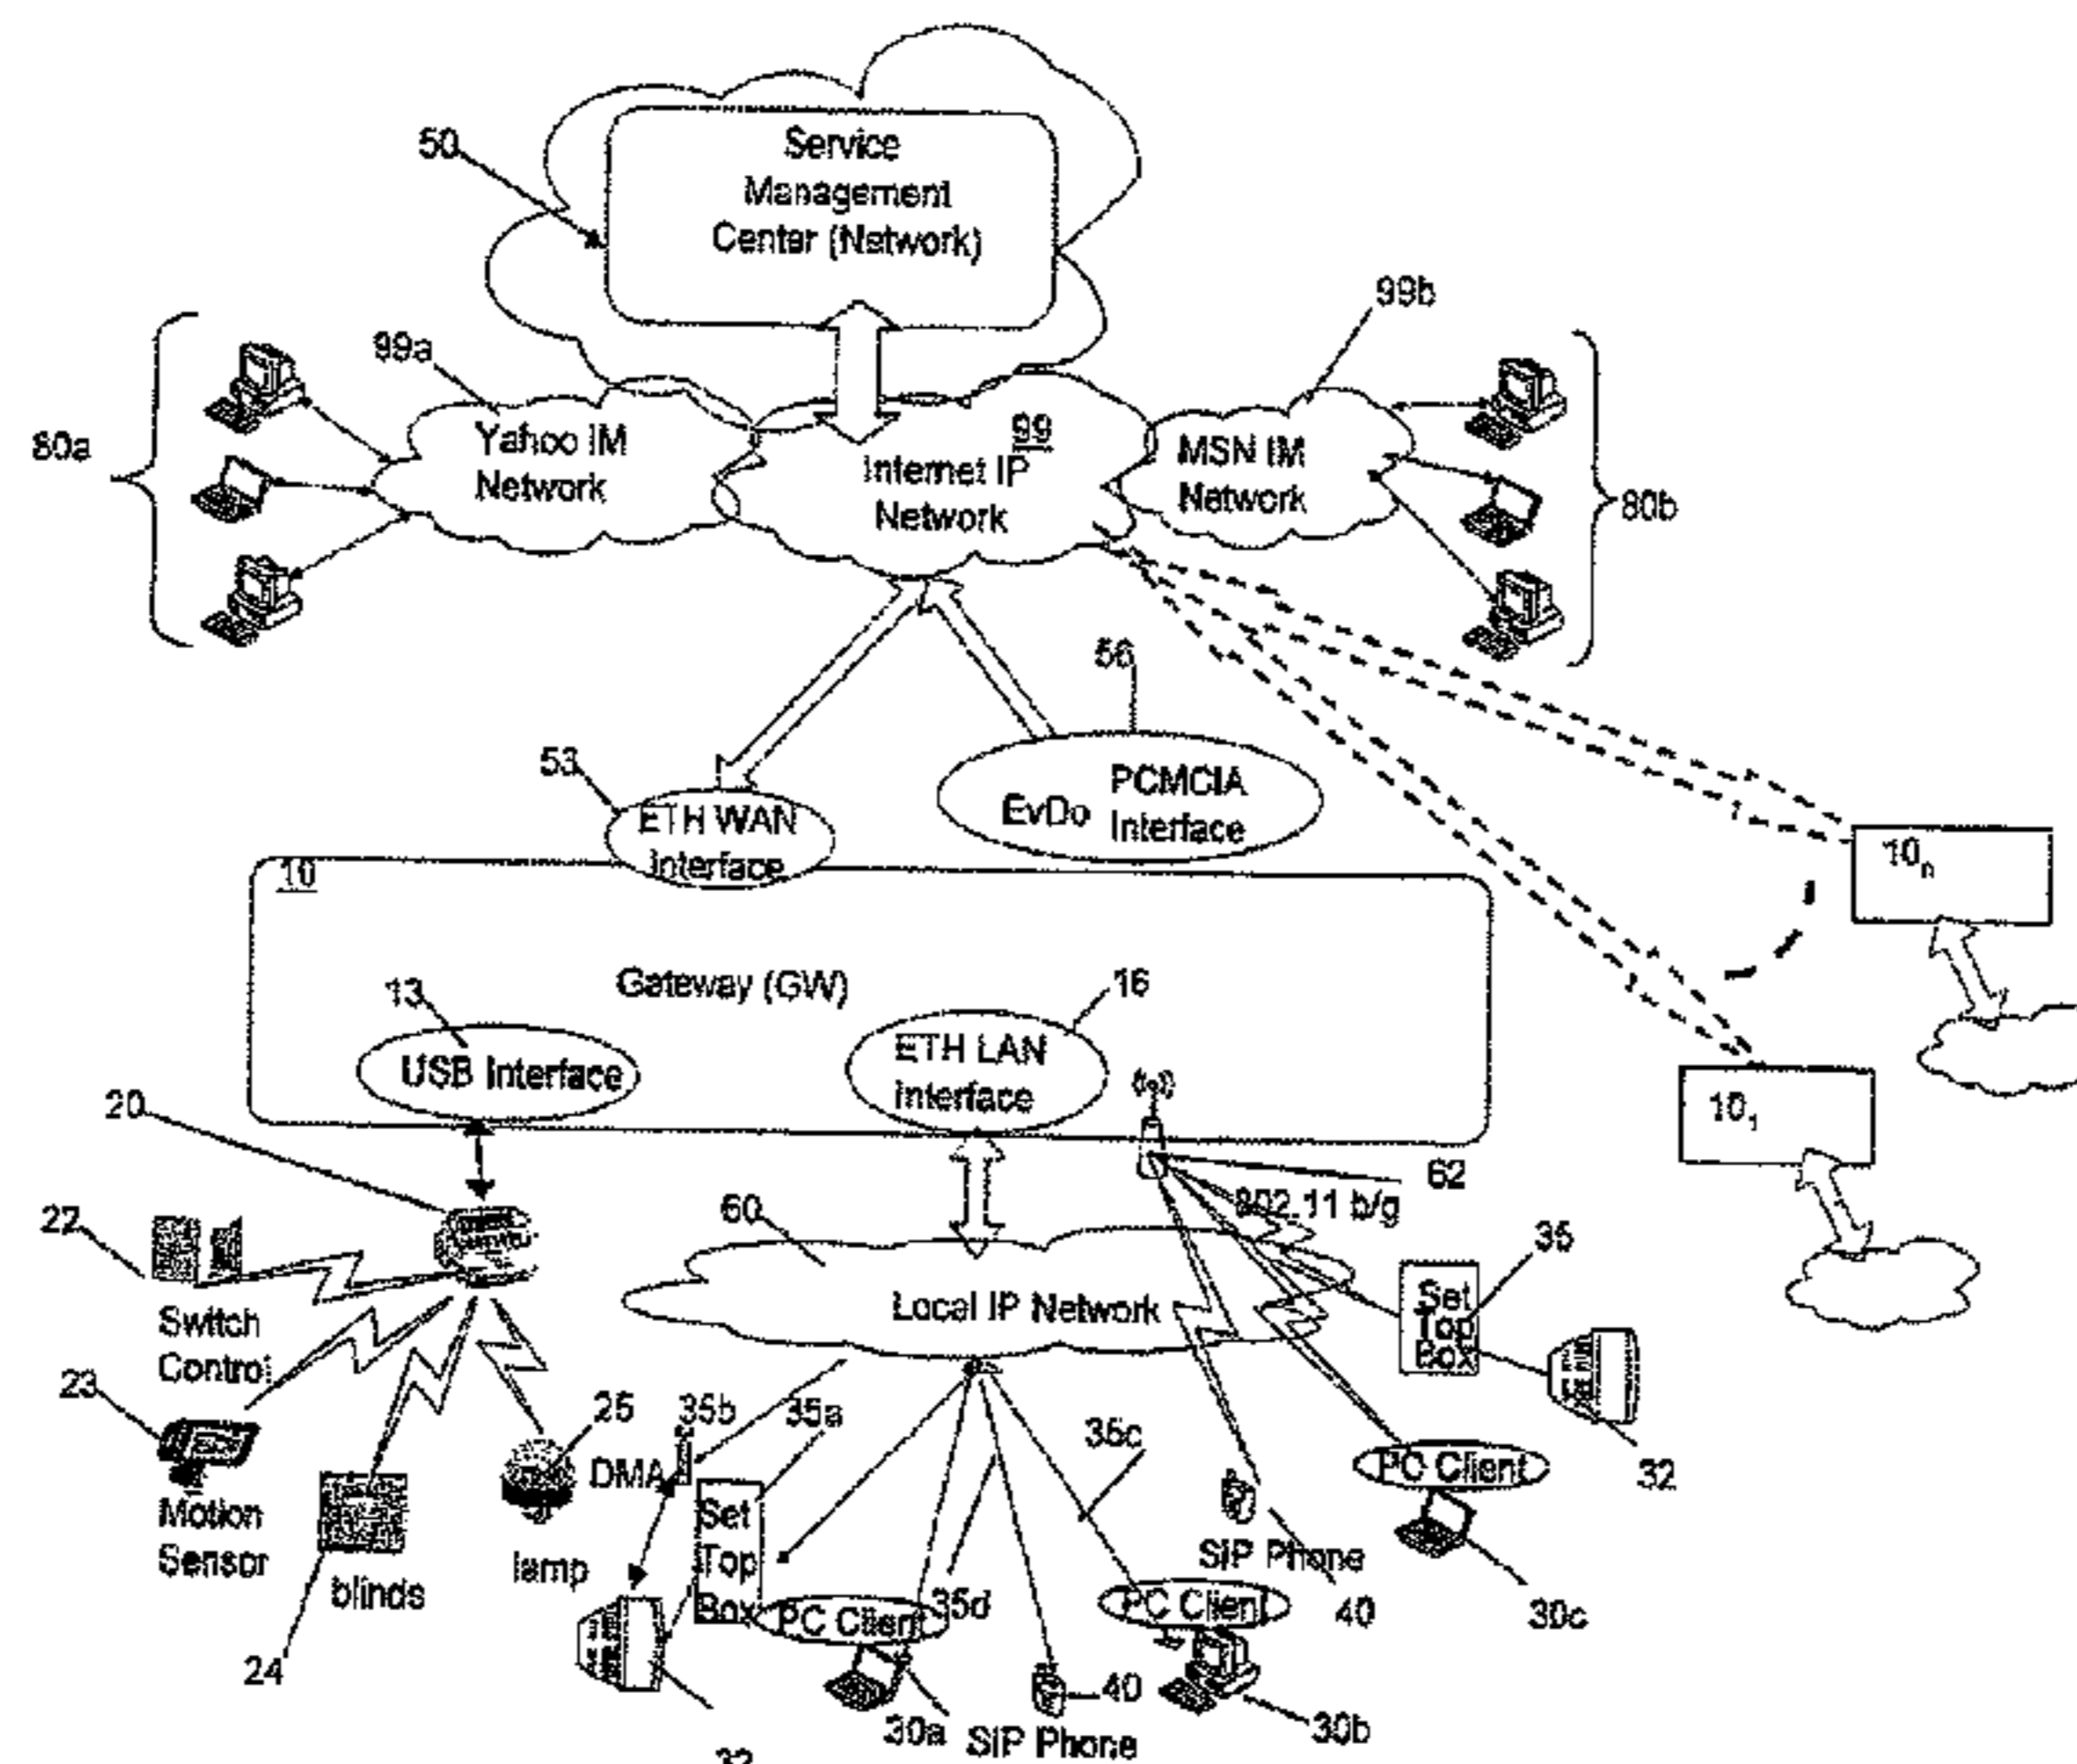 Service
Management
Center (Network)
50
99b
99a
80a
Yahoo IM
Network
99
Internet IP
Network
MSN IM
Network
80b
56
53
ETH WAN
Interface
EvDo
PCMCIA
Interface
10
10n
Gateway (GW)
13
16
USB Interface
ETH LAN
Interface
101
20
62
802.11 b/g
22
60
35
Switch
Control
Local IP Network
Set
Top
Box
23
25
35b
35a
35c
DMA
PC Client
32
Motion
Sensor
Set
Top
Box
SIP Phone
blinds
lamp
PC Client
35d
PC Client
40
30c
24
40
30a
30b
SIP Phone
32